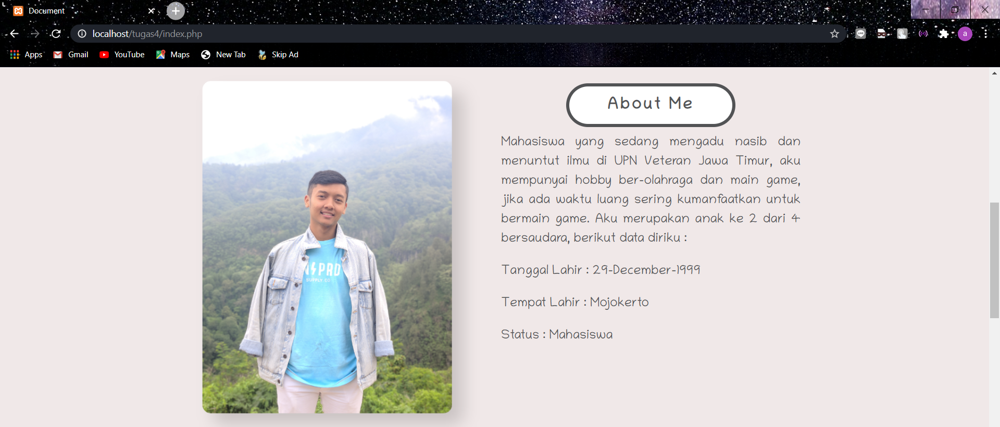 Document
localhost/tugas4/index.php
a
Apps Gmail YouTube Maps New Tab Skip Ad
About Me
Mahasiswa yang sedang mengadu nasib dan
menuntut ilmu di UPN Veteran Jawa Timur, aku
mempunyai hobby ber-olahraga dan main game,
jika ada waktu luang sering kumanfaatkan untuk
bermain game. Aku merupakan anak ke 2 dari 4
bersaudara, berikut data diriku :
Tanggal Lahir : 29-December-1999
Tempat Lahir : Mojokerto
Status : Mahasiswa
SUPPLY CO